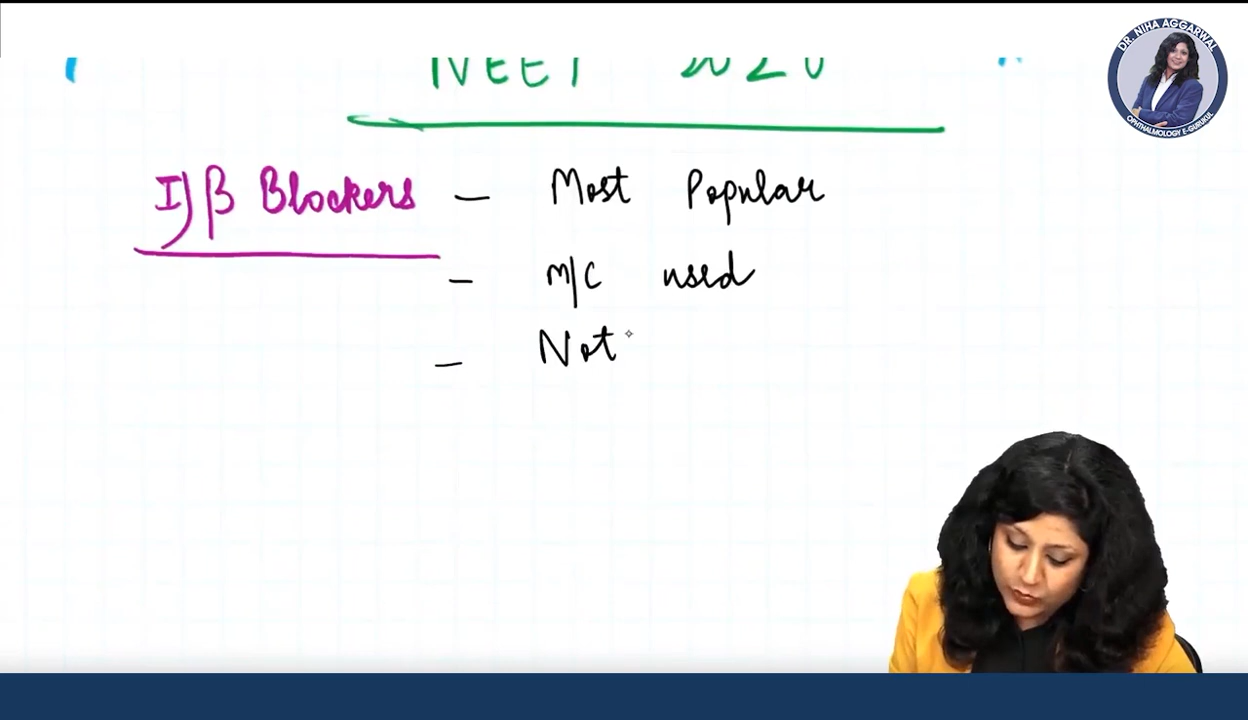 DR. NIHA AGGARWAL
OPHTHALMOLOGY E-GURUKUL
NEET 2020
I) β Blockers - Most Popular
- M/C used
- Not